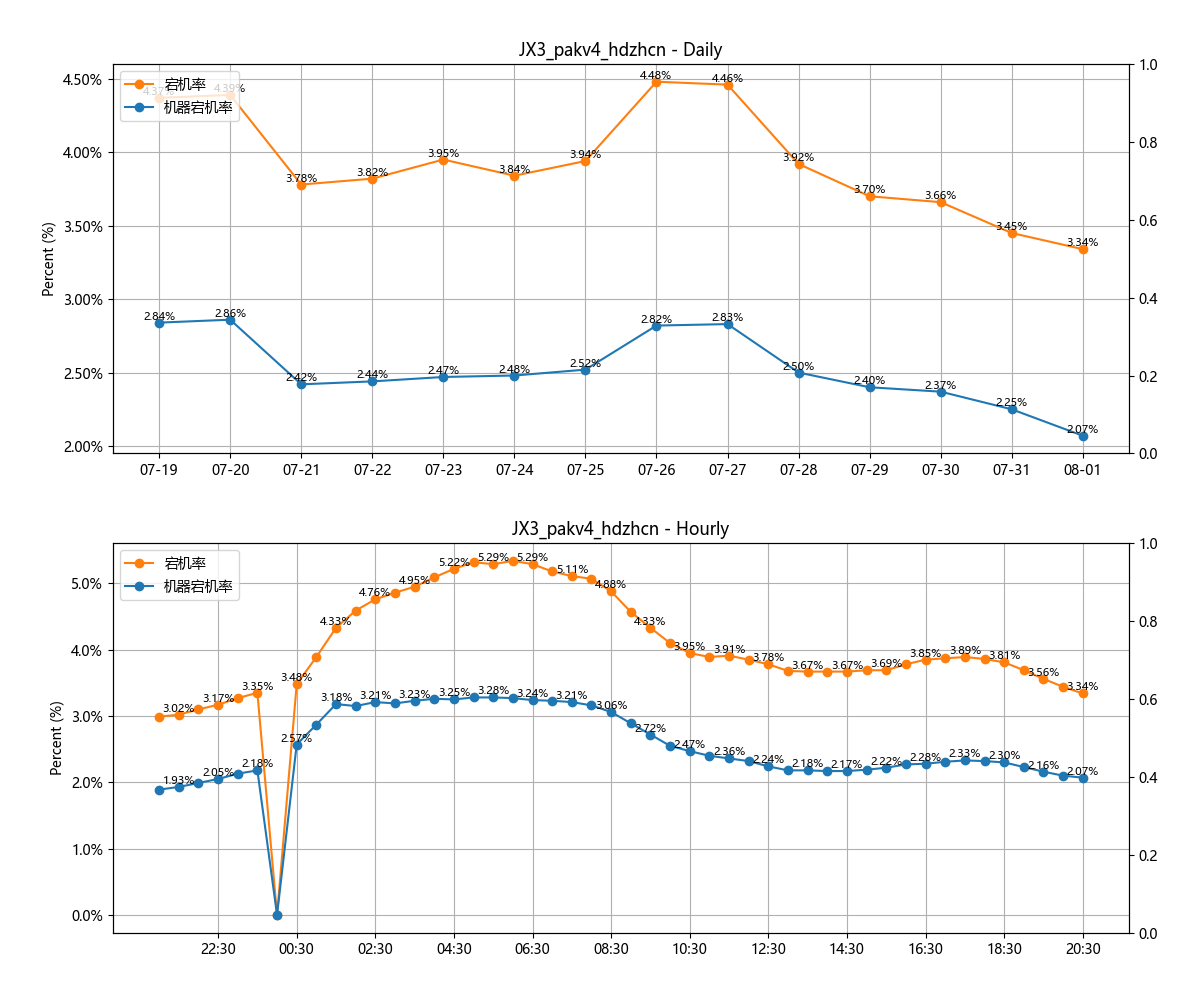 JX3_pakv4_hdzhcn - Daily
宕机率
机器宕机率
Percent (%)
4.50%
4.00%
3.50%
3.00%
2.50%
2.00%
1.0
0.8
0.6
0.4
0.2
0.0
4.37% 4.39% 3.78% 3.82% 3.95% 3.84% 3.94% 4.48% 4.46% 3.92% 3.70% 3.66% 3.45% 3.34%
2.84% 2.86% 2.42% 2.44% 2.47% 2.48% 2.52% 2.82% 2.83% 2.50% 2.40% 2.37% 2.25% 2.07%
07-19 07-20 07-21 07-22 07-23 07-24 07-25 07-26 07-27 07-28 07-29 07-30 07-31 08-01
JX3_pakv4_hdzhcn - Hourly
宕机率
机器宕机率
Percent (%)
5.0%
4.0%
3.0%
2.0%
1.0%
0.0%
1.0
0.8
0.6
0.4
0.2
0.0
3.02% 3.17% 3.35% 3.48% 4.33% 4.76% 4.95% 5.22% 5.29% 5.29% 5.11% 4.88% 4.33% 3.95% 3.91% 3.78% 3.67% 3.67% 3.69% 3.85% 3.89% 3.81% 3.56% 3.34%
1.93% 2.05% 2.18% 2.57% 3.18% 3.21% 3.23% 3.25% 3.28% 3.24% 3.21% 3.06% 2.72% 2.47% 2.36% 2.24% 2.18% 2.17% 2.22% 2.28% 2.33% 2.30% 2.16% 2.07%
22:30 00:30 02:30 04:30 06:30 08:30 10:30 12:30 14:30 16:30 18:30 20:30